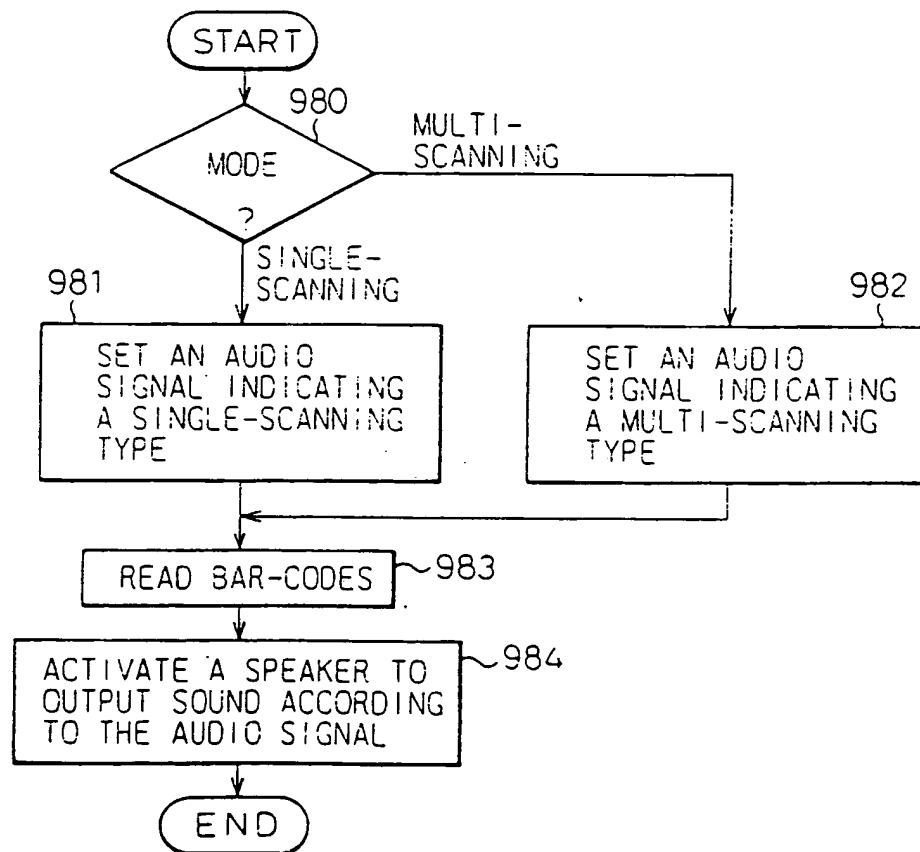 START
980
MODE
?
MULTI-
SCANNING
SINGLE-
SCANNING
981
SET AN AUDIO
SIGNAL INDICATING
A SINGLE-SCANNING
TYPE
982
SET AN AUDIO
SIGNAL INDICATING
A MULTI-SCANNING
TYPE
READ BAR-CODES
983
ACTIVATE A SPEAKER TO
OUTPUT SOUND ACCORDING
TO THE AUDIO SIGNAL
984
END